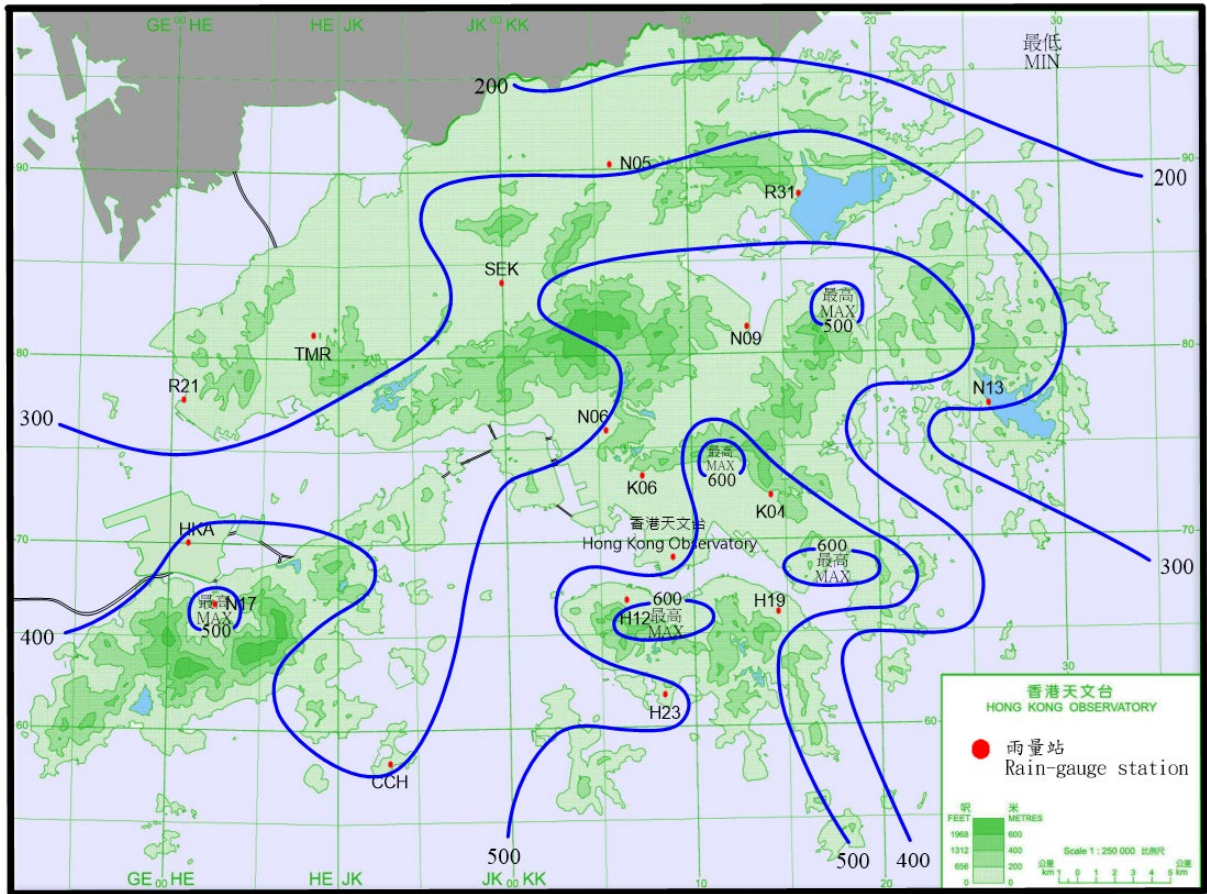 GE 00 HE
HE JK
JK 00 KK
10
20
最低
MIN
200
90
N05
90
R31
200
SEK
最高
MAX
500
N09
80
TMR
80
R21
N13
300
N06
最高
MAX
600
K06
K04
香港天文台
Hong Kong Observatory
70
HKA
70
600
最高
MAX
300
最高
MAX
500
N17
600
最高
MAX
H12
H19
400
30
H23
60
60
CCH
500
500
400
GE 00 HE
HE JK
JK 00 KK
10
20
香港天文台
HONG KONG OBSERVATORY
雨量站
Rain-gauge station
呎
FEET
米
METRES
1968
600
1312
400
656
200
0
0
Scale 1 : 250 000 比例尺
公里
km
1 0 1 2 3 4 5
公里
km